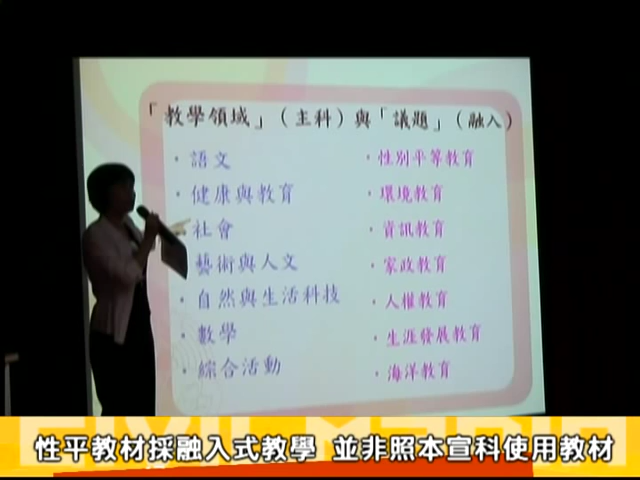 「教學領域」（主科）與「議題」（融入）
・語文
・健康與教育
・社會
・藝術與人文
・自然與生活科技
・數學
・綜合活動
・性別平等教育
・環境教育
・資訊教育
・家政教育
・人權教育
・生涯發展教育
・海洋教育
性平教材採融入式教學 並非照本宣科使用教材